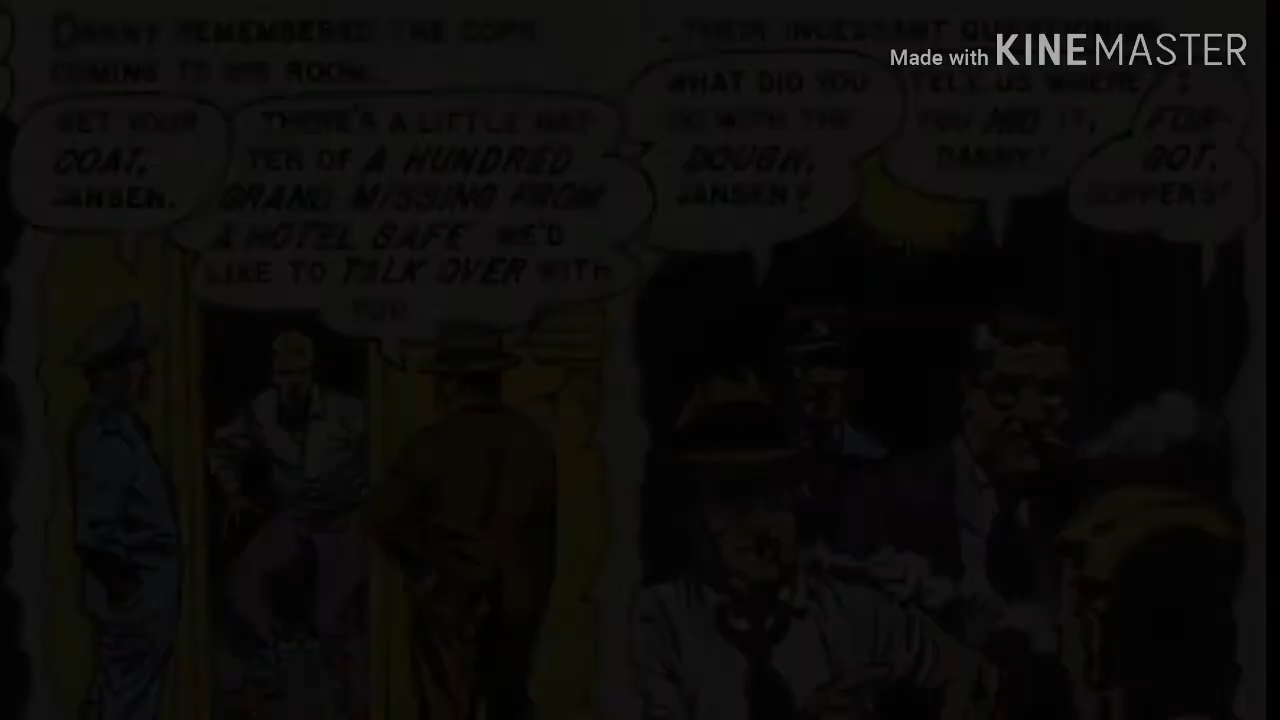 Made with KINEMASTER
DANNY REMEMBERED THE COPS
COMING TO HIS ROOM...
GET YOUR
COAT,
JANSEN.
THERE'S A LITTLE MAT-
TER OF A HUNDRED
GRAND MISSING FROM
A HOTEL SAFE WE'D
LIKE TO TALK OVER WITH
YOU.
...THEIR INCESSANT QUESTIONING
WHAT DID YOU
DO WITH THE
DOUGH,
JANSEN?
TELL US WHERE
YOU HID IT,
DANNY!
I
FOR-
GOT,
COPPERS!